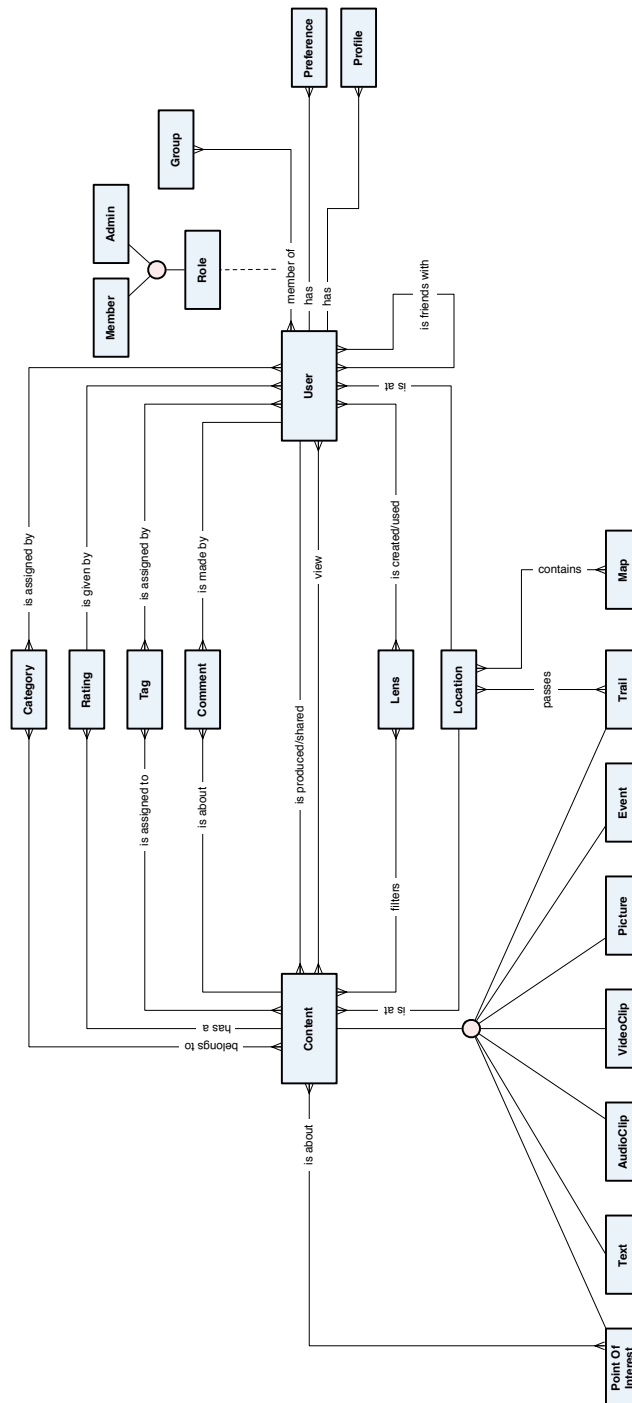 Preference
Profile
Group
Admin
Member
Role
member of
has
has
is friends with
User
is at
is assigned by
is given by
is assigned by
is made by
view
is created/used
contains
Map
Category
Rating
Tag
Comment
is produced/shared
Lens
Location
passes
Trail
is assigned to
is about
filters
Event
Picture
Content
is at
has a
belongs to
VideoClip
AudioClip
is about
Text
Point Of
Interest